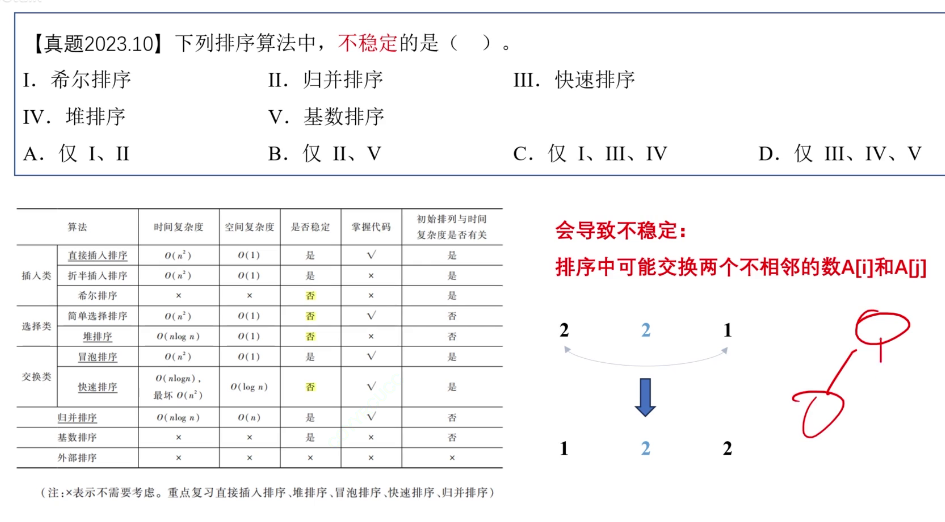 【真题2023.10】下列排序算法中，不稳定的是（ ）。
I. 希尔排序 II. 归并排序 III. 快速排序
IV. 堆排序 V. 基数排序
A. 仅 I、II B. 仅 II、V C. 仅 I、III、IV D. 仅 III、IV、V
算法 时间复杂度 空间复杂度 是否稳定 掌握代码 初始排列与时间复杂度是否有关
插入类
直接插入排序 O(n²) O(1) 是 √ 是
折半插入排序 O(n²) O(1) 是 × 是
希尔排序 × × 否 × 是
选择类
简单选择排序 O(n²) O(1) 否 √ 否
堆排序 O(nlog n) O(1) 否 × 否
交换类
冒泡排序 O(n²) O(1) 是 √ 是
快速排序 O(nlogn)，最坏 O(n²) O(log n) 否 √ 是
归并排序 O(nlog n) O(n) 是 √ 否
基数排序 × × 是 × 否
外部排序 × × × × ×
(注:×表示不需要考虑。重点复习直接插入排序、堆排序、冒泡排序、快速排序、归并排序)
会导致不稳定：
排序中可能交换两个不相邻的数A[i]和A[j]
2 2 1
1 2 2